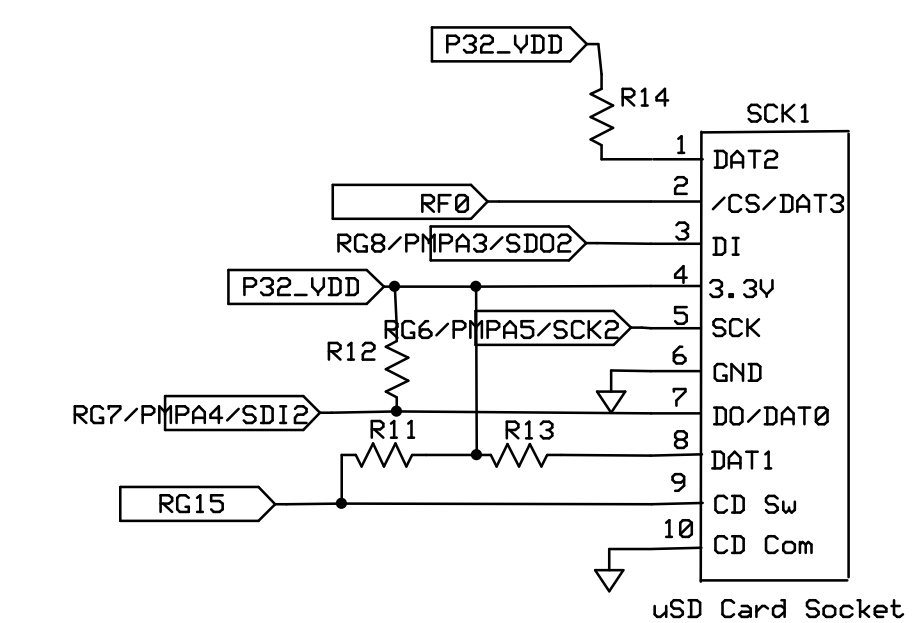 P32_VDD
R14
SCK1
1 DAT2
2
RF0 /CS/DAT3
RG8/PMPA3/SDO2 3 DI
P32_VDD 4 3.3V
RG6/PMPA5/SCK2 5 SCK
R12 6 GND
RG7/PMPA4/SDI2 7 DO/DAT0
R11 R13 8 DAT1
RG15 9 CD Sw
10 CD Com
uSD Card Socket